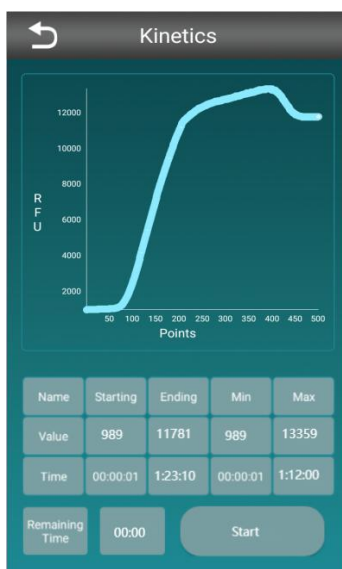 Kinetics
12000
10000
8000
6000
4000
2000
R
F
U
50 100 150 200 250 300 350 400 450 500
Points
Name Starting Ending Min Max
Value 989 11781 989 13359
Time 00:00:01 1:23:10 00:00:01 1:12:00
Remaining
Time
00:00 Start